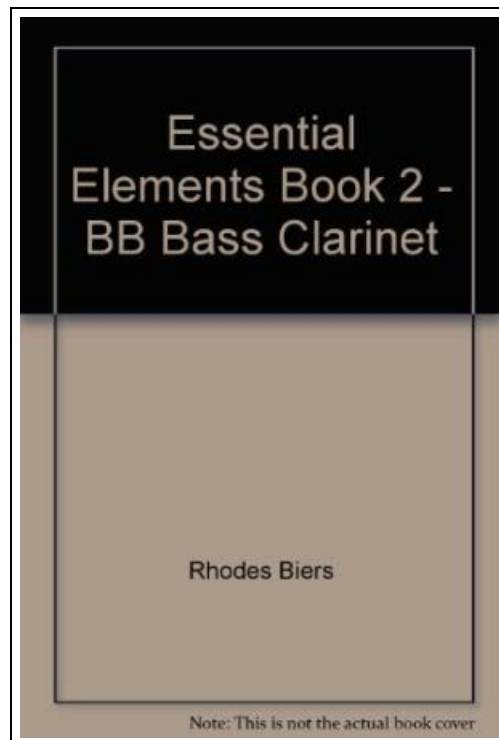 Essential
Elements Book 2 -
BB Bass Clarinet
Rhodes Biers
Note: This is not the actual book cover